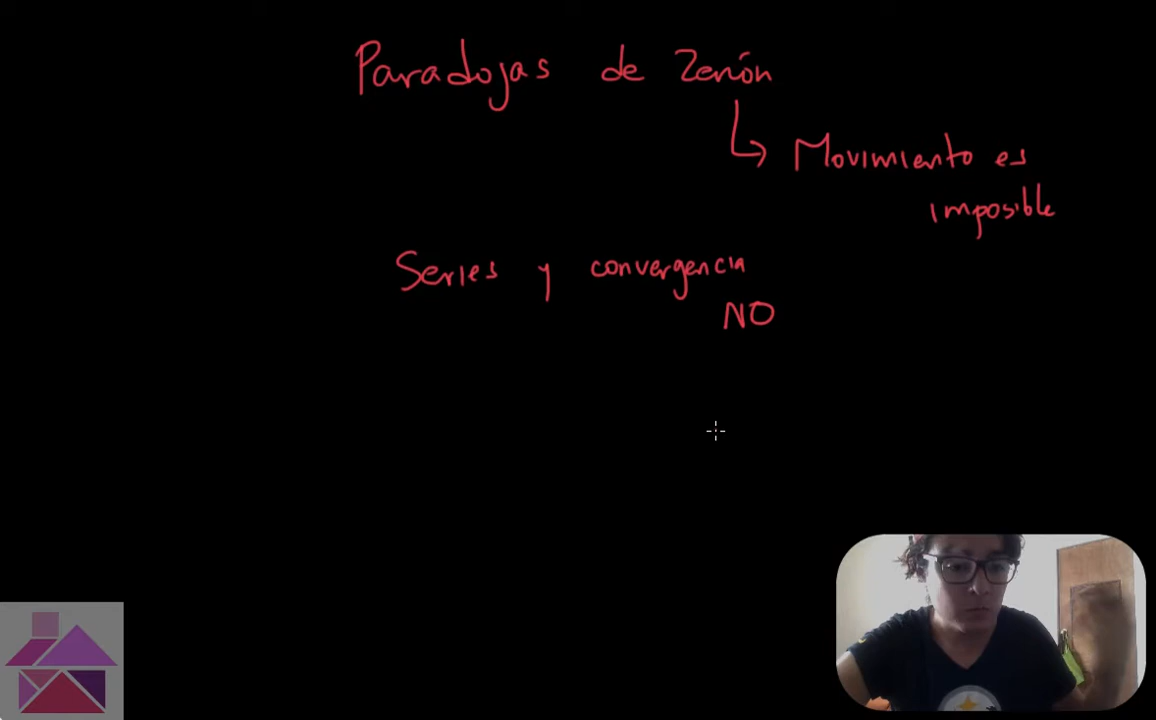 Paradojas de Zenón
Movimiento es
imposible
Series y convergencia
NO